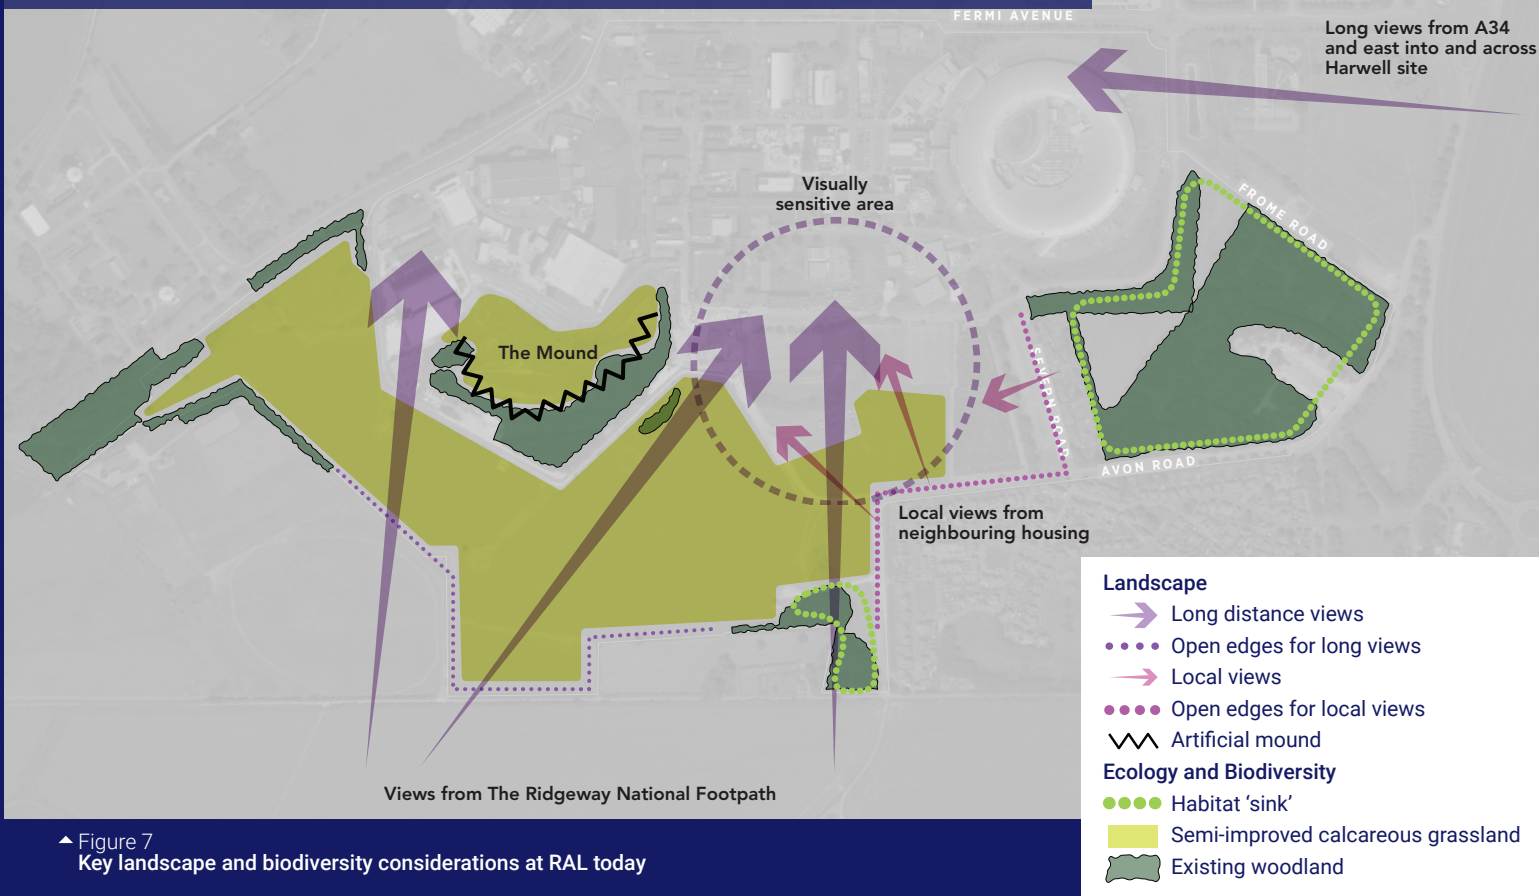 FERMI AVENUE
Long views from A34
and east into and across
Harwell site
Visually
sensitive area
FROME ROAD
The Mound
SEVERN ROAD
AVON ROAD
Local views from
neighbouring housing
Views from The Ridgeway National Footpath
Landscape
Long distance views
Open edges for long views
Local views
Open edges for local views
Artificial mound
Ecology and Biodiversity
Habitat ‘sink’
Semi-improved calcareous grassland
Existing woodland
Figure 7
Key landscape and biodiversity considerations at RAL today